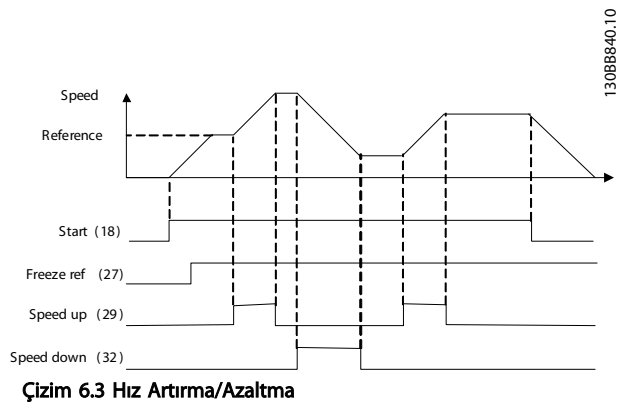 130BB840.10
Speed
Reference
Start (18)
Freeze ref (27)
Speed up (29)
Speed down (32)
Çizim 6.3 Hız Artırma/Azaltma